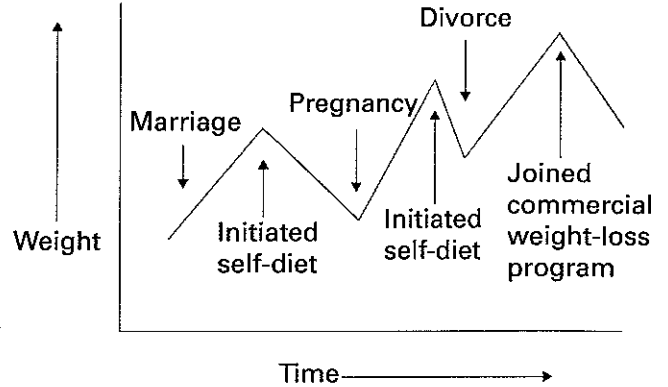 Divorce
Pregnancy
Marriage
Initiated
self-diet
Initiated
self-diet
Joined
commercial
weight-loss
program
Weight
Time